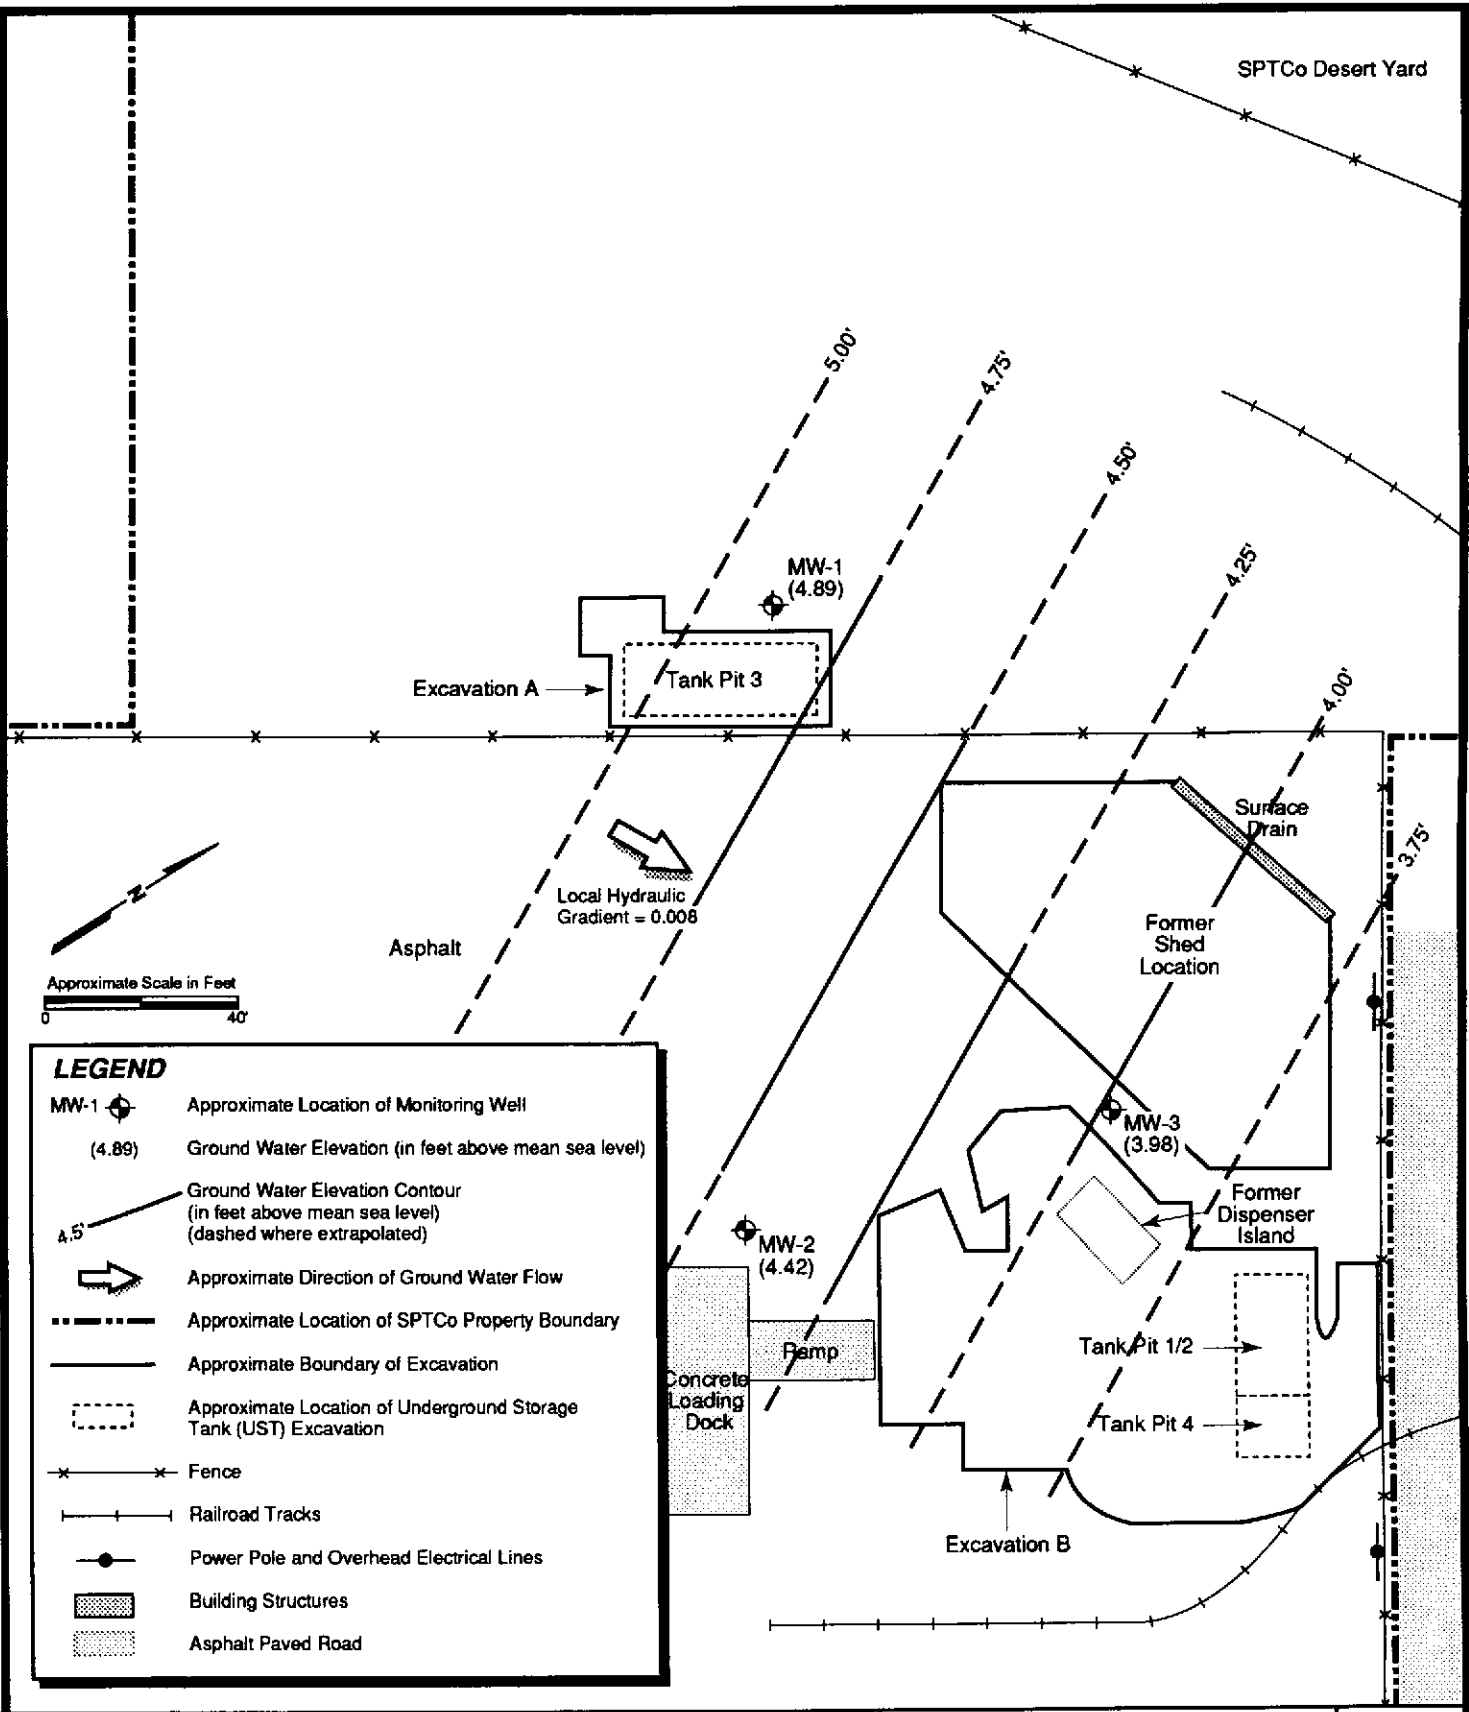 SPTCo Desert Yard
5.00'
4.75'
4.50'
4.25'
4.00'
3.75'
MW-1
(4.89)
Tank Pit 3
Excavation A
Surface
Drain
Local Hydraulic
Gradient = 0.008
Asphalt
N
Former
Shed
Location
Approximate Scale in Feet
0 40'
MW-3
(3.98)
Former
Dispenser
Island
MW-2
(4.42)
Ramp
Concrete
Loading
Dock
Tank Pit 1/2
Tank Pit 4
Excavation B
LEGEND
MW-1 Approximate Location of Monitoring Well
(4.89) Ground Water Elevation (in feet above mean sea level)
4.5' Ground Water Elevation Contour
(in feet above mean sea level)
(dashed where extrapolated)
Approximate Direction of Ground Water Flow
Approximate Location of SPTCo Property Boundary
Approximate Boundary of Excavation
Approximate Location of Underground Storage
Tank (UST) Excavation
Fence
Railroad Tracks
Power Pole and Overhead Electrical Lines
Building Structures
Asphalt Paved Road